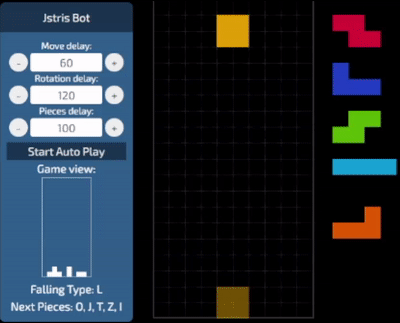 Jstris Bot
Move delay:
- 60 +
Rotation delay:
- 120 +
Pieces delay:
- 100 +
Start Auto Play
Game view:
Falling Type: L
Next Pieces: O, J, T, Z, I